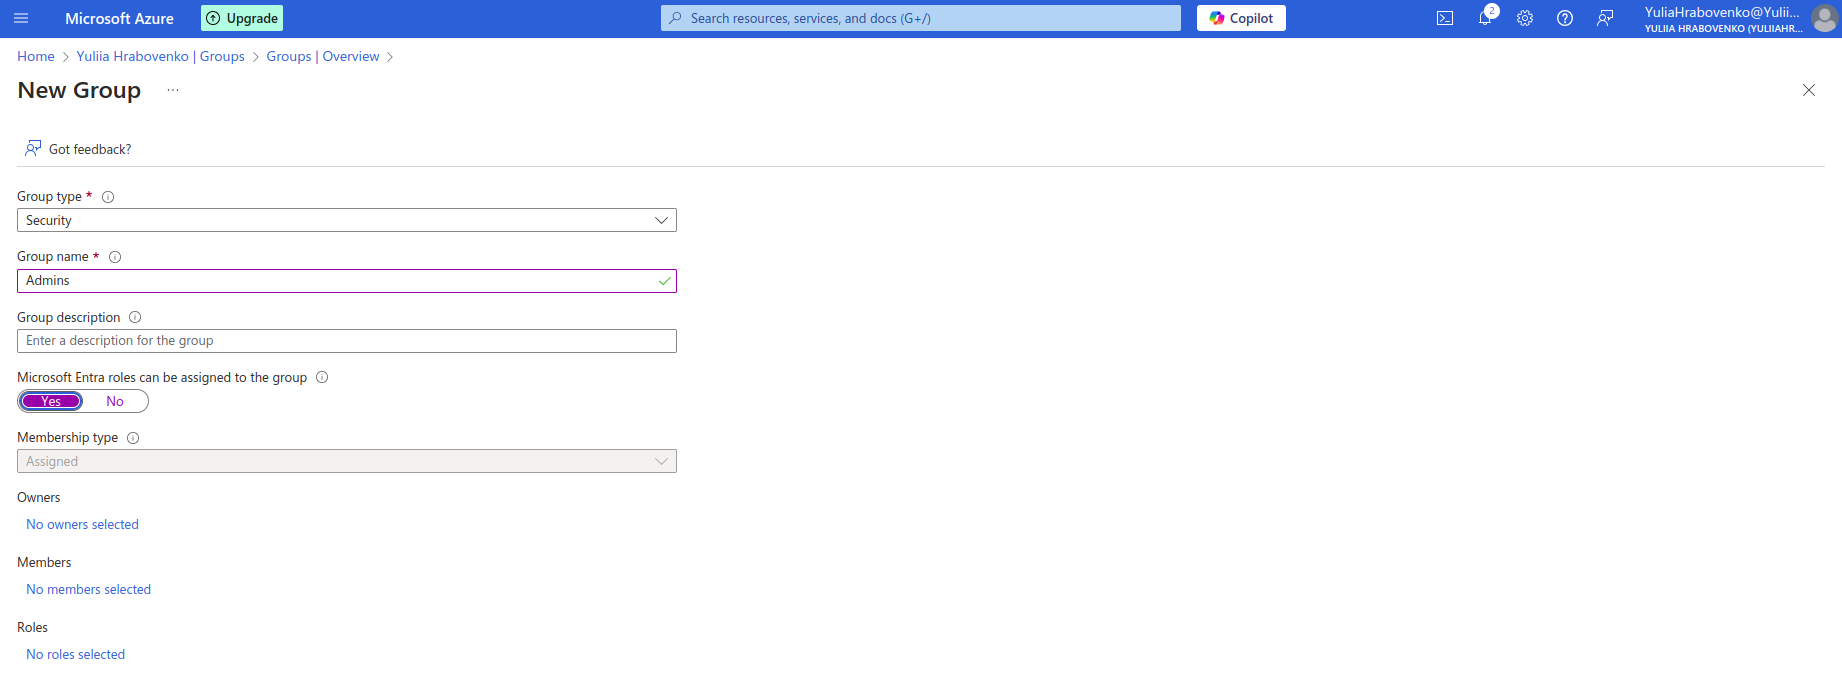 Microsoft Azure
Upgrade
Search resources, services, and docs (G+/)
Copilot
2
YuliaHrabovenko@Yulii...
YULIIA HRABOVENKO (YULIIAHR...
Home > Yuliia Hrabovenko | Groups > Groups | Overview >
New Group ...
Got feedback?
Group type *
Security
Group name *
Admins
Group description
Enter a description for the group
Microsoft Entra roles can be assigned to the group
Yes No
Membership type
Assigned
Owners
No owners selected
Members
No members selected
Roles
No roles selected